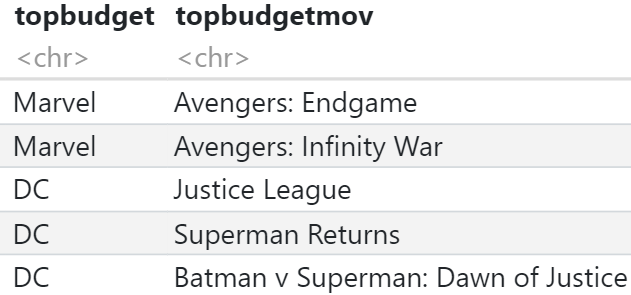 topbudget topbudgetmov
<chr> <chr>
Marvel Avengers: Endgame
Marvel Avengers: Infinity War
DC Justice League
DC Superman Returns
DC Batman v Superman: Dawn of Justice